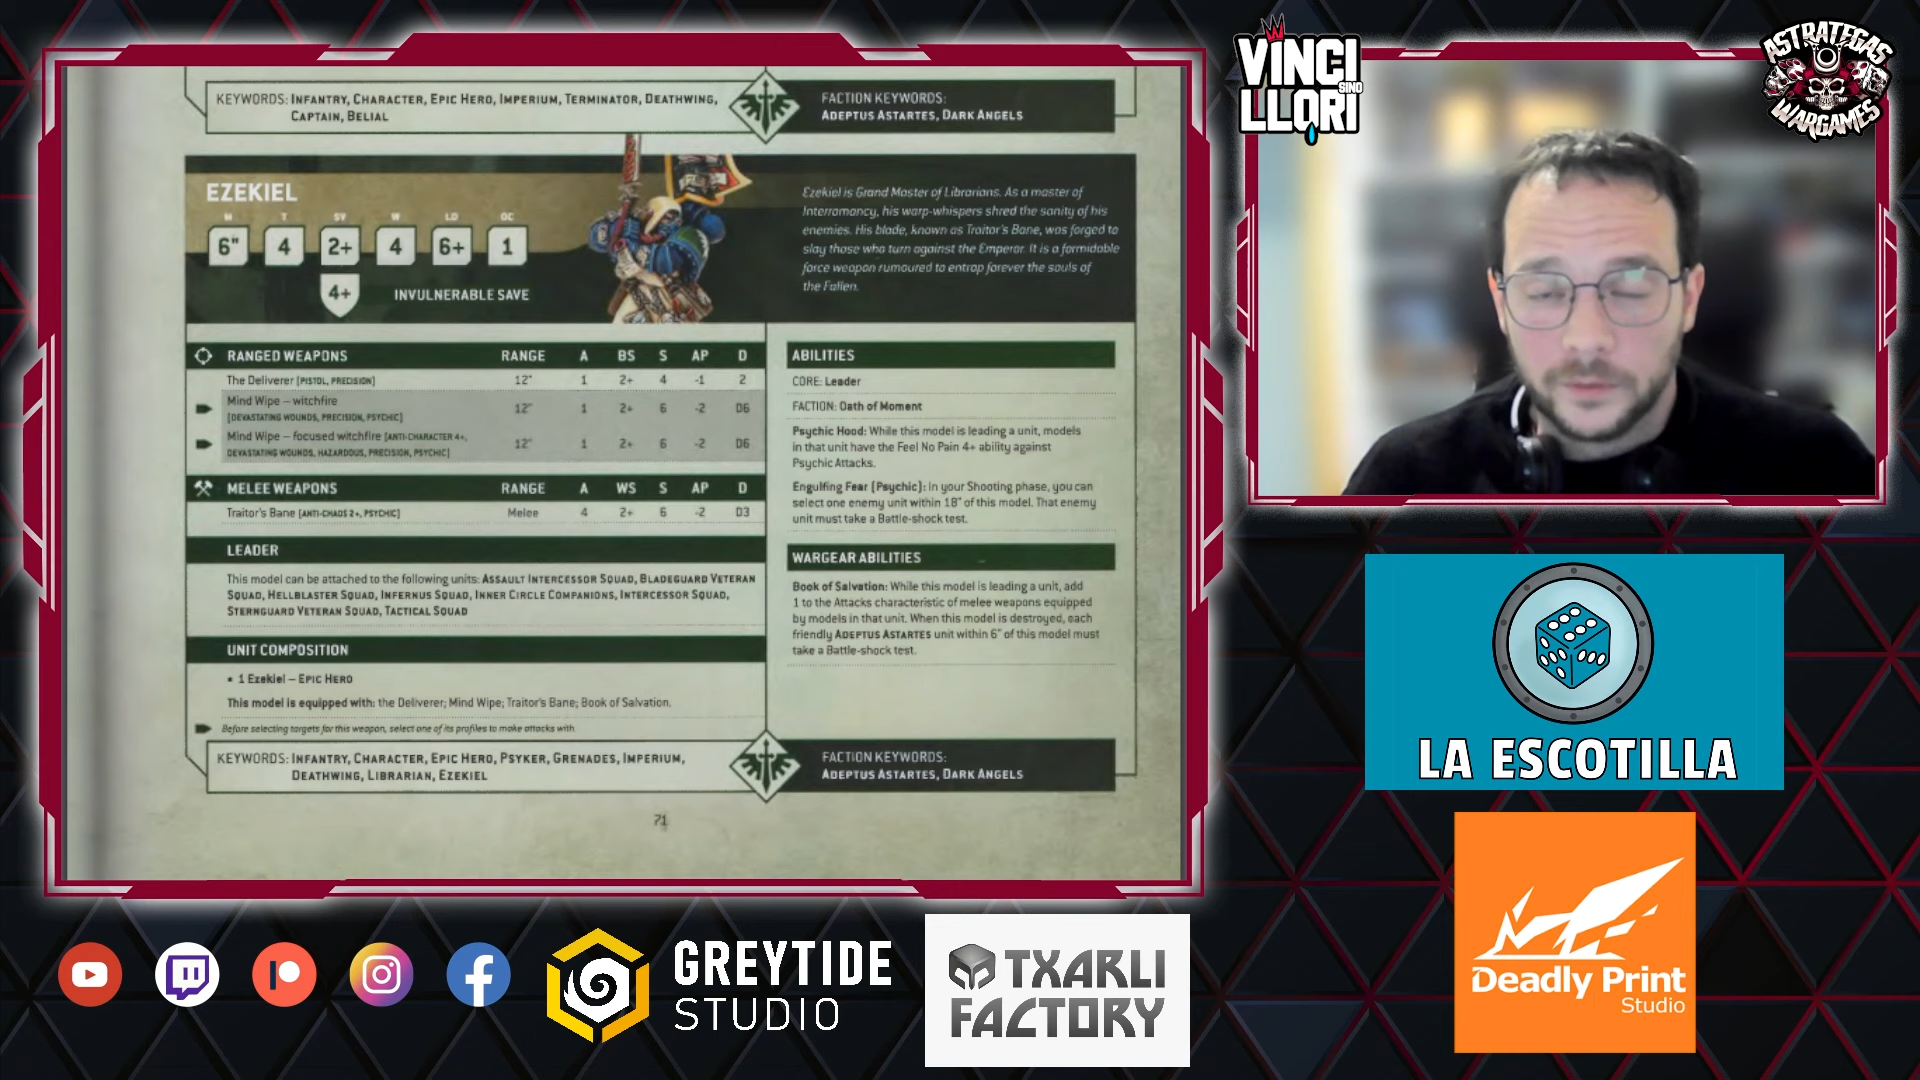 KEYWORDS: INFANTRY, CHARACTER, EPIC HERO, IMPERIUM, TERMINATOR, DEATHWING,
CAPTAIN, BELIAL
FACTION KEYWORDS:
ADEPTUS ASTARTES, DARK ANGELS
EZEKIEL
M T SV W LD OC
6" 4 2+ 4 6+ 1
4+ INVULNERABLE SAVE
Ezekiel is Grand Master of Librarians. As a master of
Interromancy, his warp-whispers shred the sanity of his
enemies. His blade, known as Traitor's Bane, was forged to
slay those who turn against the Emperor. It is a formidable
force weapon rumoured to entrap forever the souls of
the Fallen.
RANGED WEAPONS RANGE A BS S AP D
The Deliverer [PISTOL, PRECISION] 12" 1 2+ 4 -1 2
Mind Wipe – witchfire
[DEVASTATING WOUNDS, PRECISION, PSYCHIC] 12" 1 2+ 6 -2 D6
Mind Wipe – focused witchfire [ANTI-CHARACTER 4+,
DEVASTATING WOUNDS, HAZARDOUS, PRECISION, PSYCHIC] 12" 1 2+ 6 -2 D6
MELEE WEAPONS RANGE A WS S AP D
Traitor's Bane [ANTI-CHAOS 2+, PSYCHIC] Melee 4 2+ 6 -2 D3
LEADER
This model can be attached to the following units: ASSAULT INTERCESSOR SQUAD, BLADEGUARD VETERAN
SQUAD, HELLBLASTER SQUAD, INFERNUS SQUAD, INNER CIRCLE COMPANIONS, INTERCESSOR SQUAD,
STERNGUARD VETERAN SQUAD, TACTICAL SQUAD
UNIT COMPOSITION
• 1 Ezekiel – EPIC HERO
This model is equipped with: the Deliverer; Mind Wipe; Traitor's Bane; Book of Salvation.
Before selecting targets for this weapon, select one of its profiles to make attacks with.
ABILITIES
CORE: Leader
FACTION: Oath of Moment
Psychic Hood: While this model is leading a unit, models
in that unit have the Feel No Pain 4+ ability against
Psychic Attacks.
Engulfing Fear (Psychic): In your Shooting phase, you can
select one enemy unit within 18" of this model. That enemy
unit must take a Battle-shock test.
WARGEAR ABILITIES
Book of Salvation: While this model is leading a unit, add
1 to the Attacks characteristic of melee weapons equipped
by models in that unit. When this model is destroyed, each
friendly ADEPTUS ASTARTES unit within 6" of this model must
take a Battle-shock test.
KEYWORDS: INFANTRY, CHARACTER, EPIC HERO, PSYKER, GRENADES, IMPERIUM,
DEATHWING, LIBRARIAN, EZEKIEL
FACTION KEYWORDS:
ADEPTUS ASTARTES, DARK ANGELS
71
VINCI
SINO
LLORI
ASTRATEGAS
WARGAMES
LA ESCOTILLA
Deadly Print
Studio
GREYTIDE
STUDIO
TXARLI
FACTORY